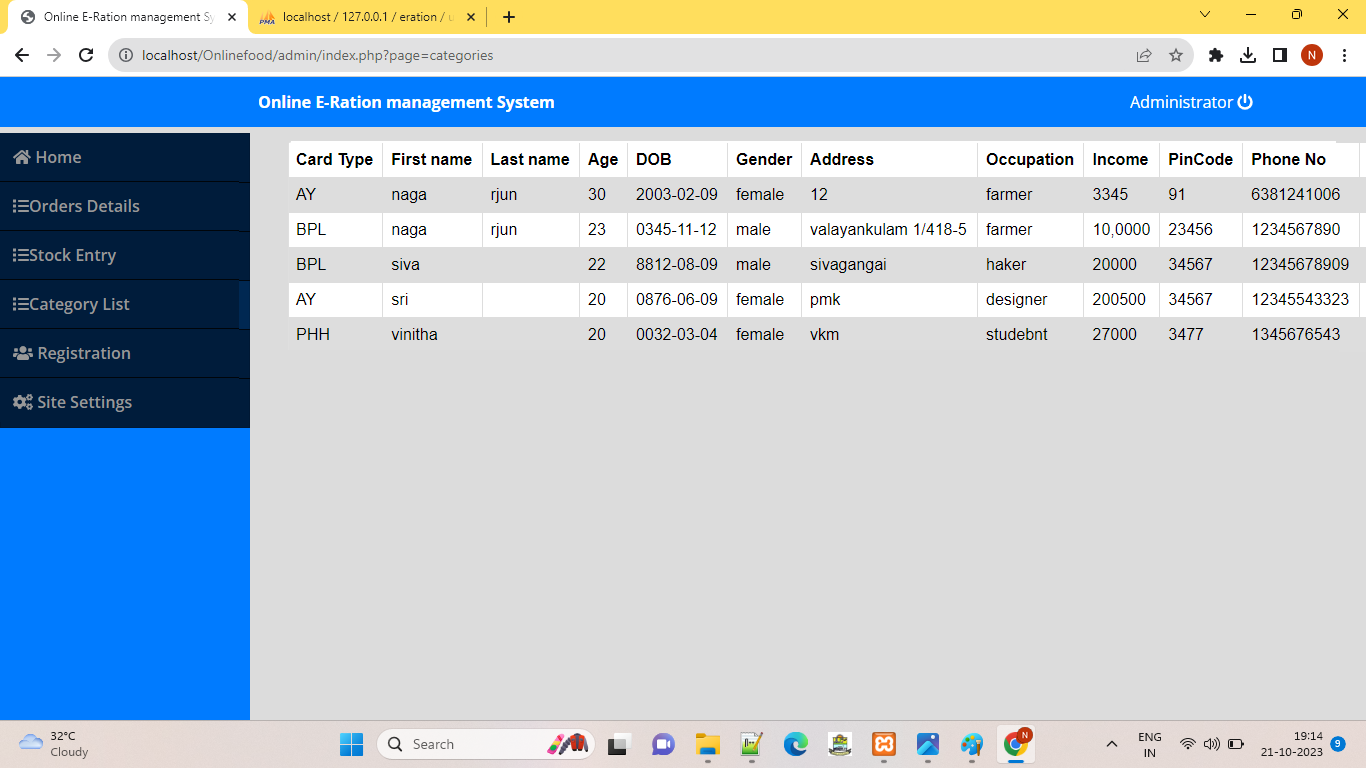 Online E-Ration management Sy
localhost / 127.0.0.1 / eration / u
localhost/Onlinefood/admin/index.php?page=categories
N
Online E-Ration management System
Administrator
Home
Orders Details
Stock Entry
Category List
Registration
Site Settings
Card Type First name Last name Age DOB Gender Address Occupation Income PinCode Phone No
AY naga rjun 30 2003-02-09 female 12 farmer 3345 91 6381241006
BPL naga rjun 23 0345-11-12 male valayankulam 1/418-5 farmer 10,0000 23456 1234567890
BPL siva 22 8812-08-09 male sivagangai haker 20000 34567 12345678909
AY sri 20 0876-06-09 female pmk designer 200500 34567 12345543323
PHH vinitha 20 0032-03-04 female vkm studebnt 27000 3477 1345676543
32°C
Cloudy
Search
N
ENG
IN
19:14
21-10-2023
9